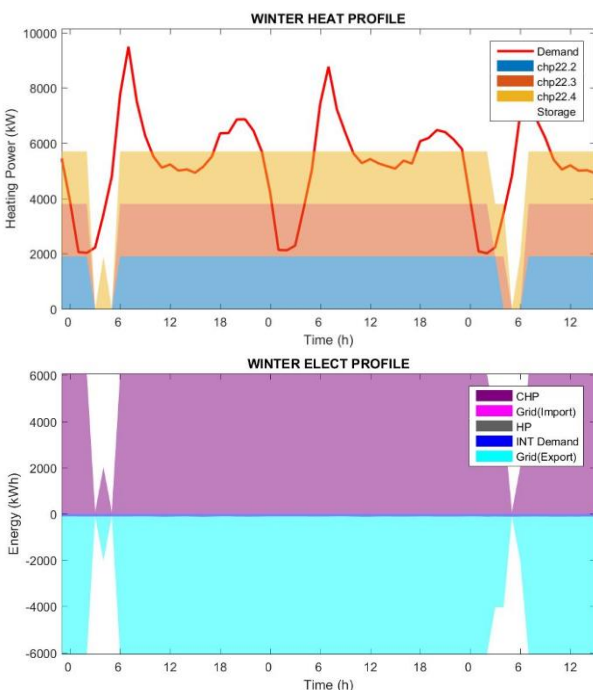 WINTER HEAT PROFILE
Heating Power (kW)
10000
8000
6000
4000
2000
0
Demand
chp22.2
chp22.3
chp22.4
Storage
0 6 12 18 0 6 12 18 0 6 12
Time (h)
WINTER ELECT PROFILE
Energy (kWh)
6000
4000
2000
0
-2000
-4000
-6000
CHP
Grid(Import)
HP
INT Demand
Grid(Export)
0 6 12 18 0 6 12 18 0 6 12
Time (h)